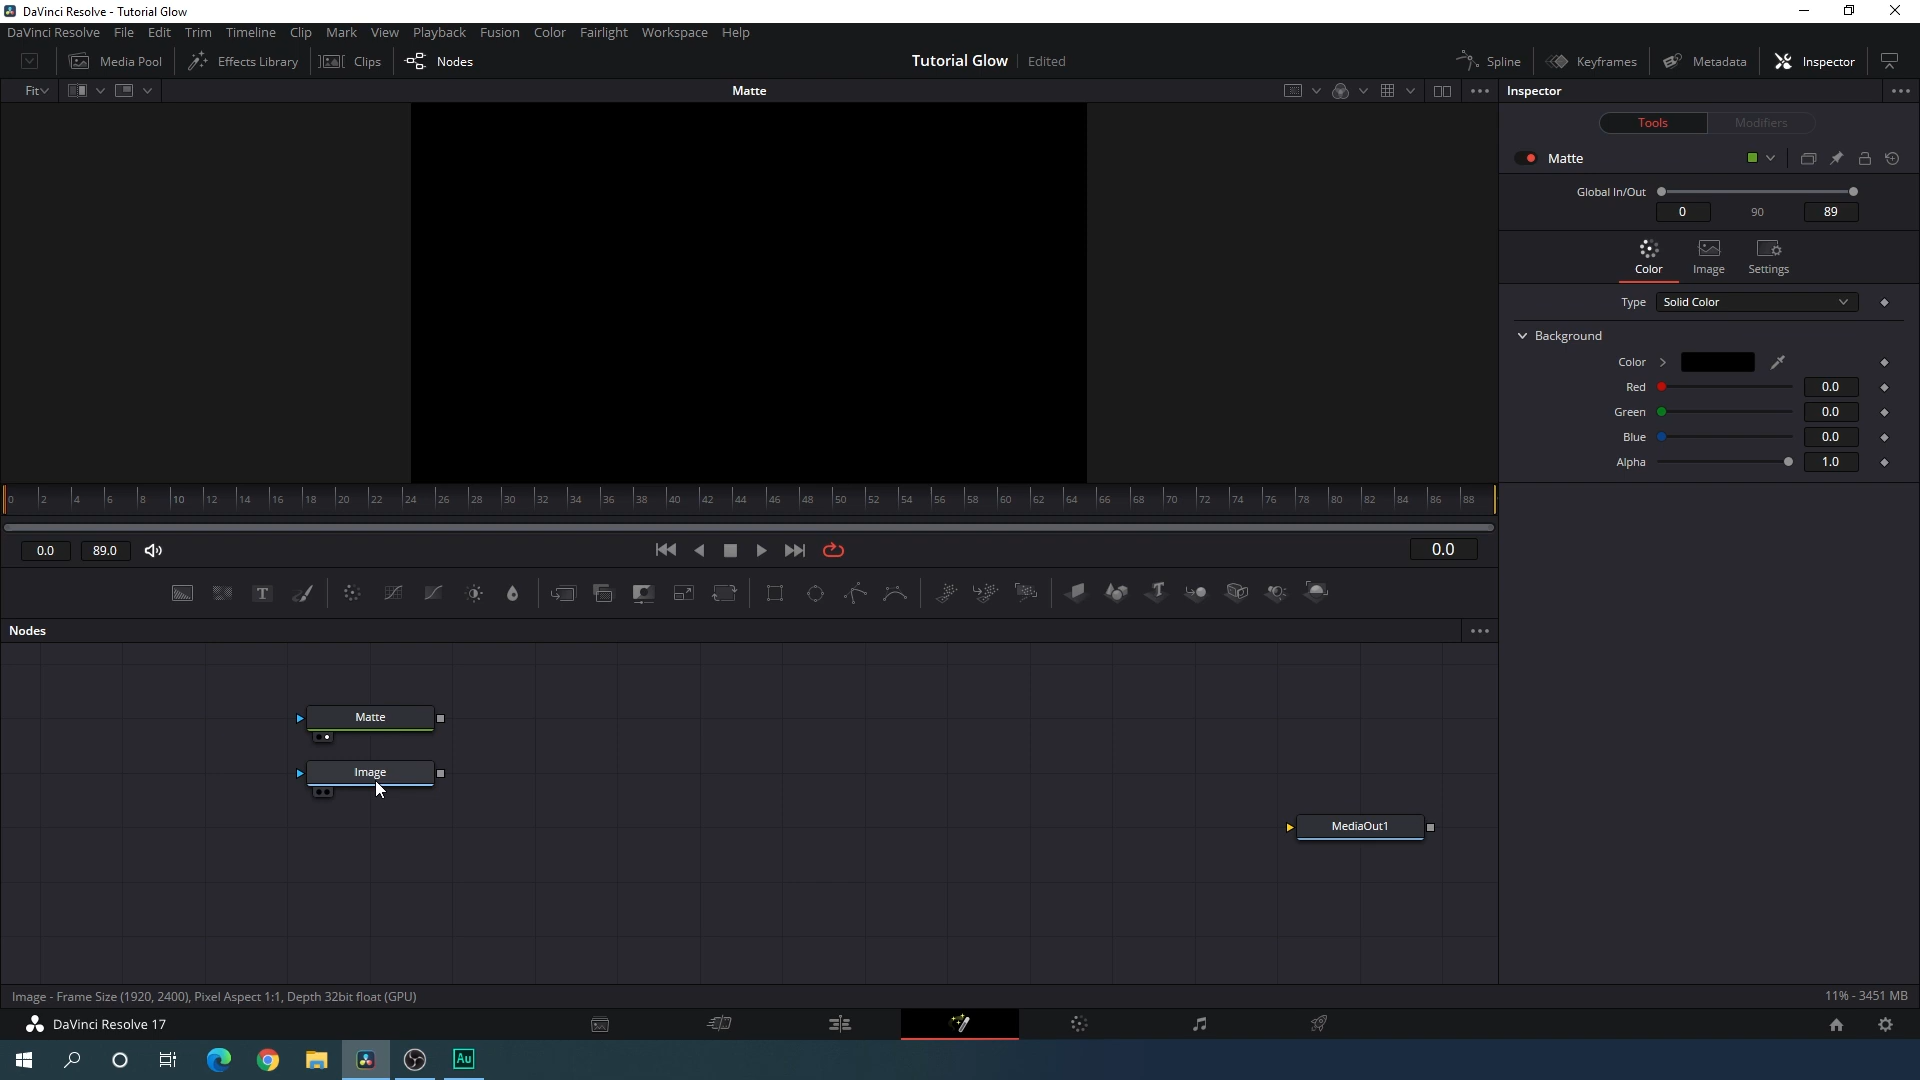 DaVinci Resolve - Tutorial Glow
DaVinci Resolve File Edit Trim Timeline Clip Mark View Playback Fusion Color Fairlight Workspace Help
Media Pool Effects Library Clips Nodes Tutorial Glow Edited Spline Keyframes Metadata Inspector
Fit Matte Inspector
Tools Modifiers
Matte
Global In/Out
0 90 89
Color Image Settings
Type Solid Color
Background
Color
Red 0.0
Green 0.0
Blue 0.0
Alpha 1.0
0 2 4 6 8 10 12 14 16 18 20 22 24 26 28 30 32 34 36 38 40 42 44 46 48 50 52 54 56 58 60 62 64 66 68 70 72 74 76 78 80 82 84 86 88
0.0 89.0 0.0
T T
Nodes
Matte
Image
MediaOut1
Image - Frame Size (1920, 2400), Pixel Aspect 1:1, Depth 32bit float (GPU) 11% - 3451 MB
DaVinci Resolve 17
Au